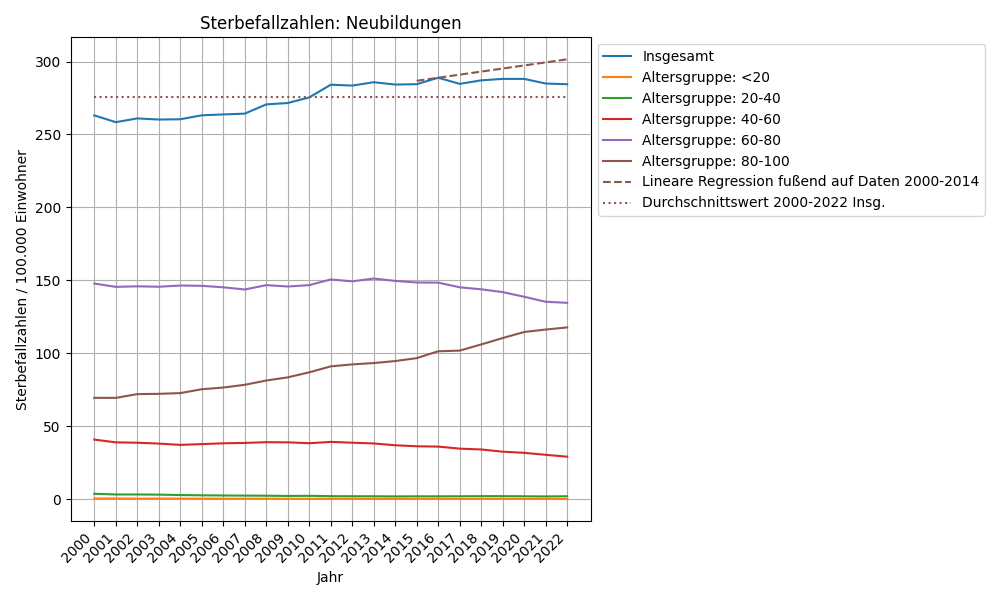 Sterbefallzahlen: Neubildungen
Sterbefallzahlen / 100.000 Einwohner
300
250
200
150
100
50
0
2000
2001
2002
2003
2004
2005
2006
2007
2008
2009
2010
2011
2012
2013
2014
2015
2016
2017
2018
2019
2020
2021
2022
Jahr
Insgesamt
Altersgruppe: <20
Altersgruppe: 20-40
Altersgruppe: 40-60
Altersgruppe: 60-80
Altersgruppe: 80-100
Lineare Regression fußend auf Daten 2000-2014
Durchschnittswert 2000-2022 Insg.